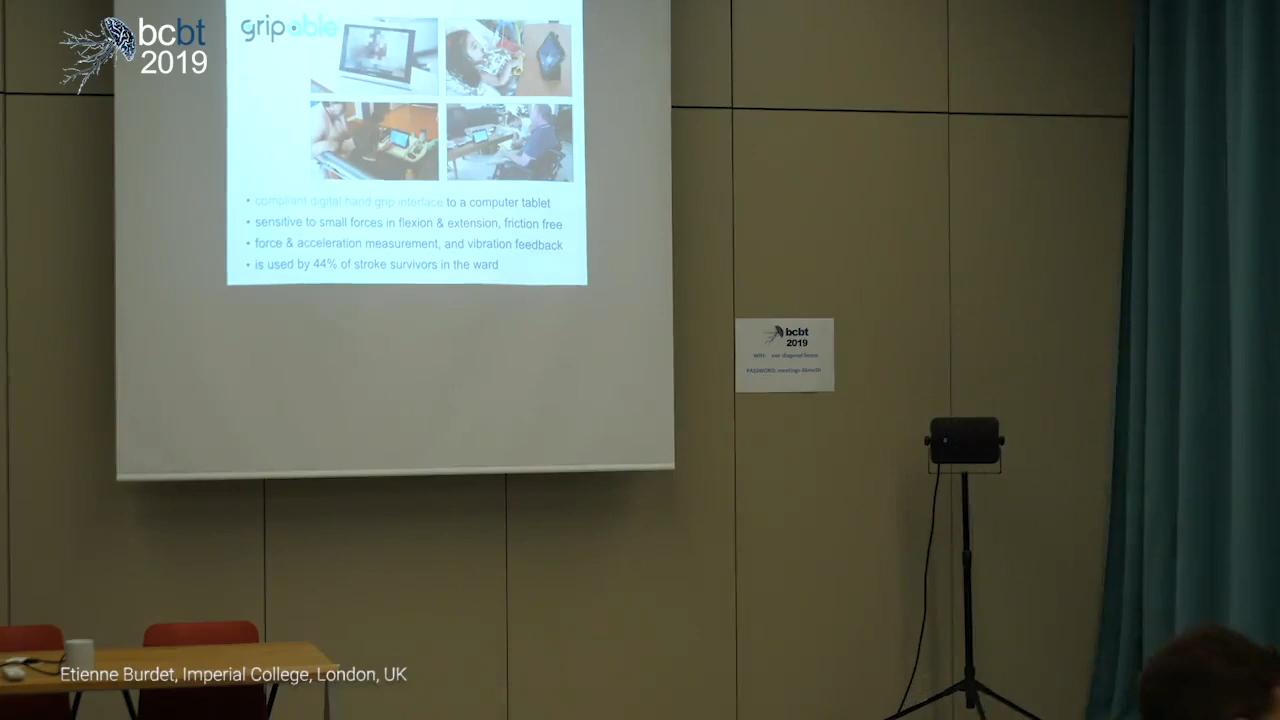 bcbt
2019
gripable
• compliant digital hand grip interface to a computer tablet
• sensitive to small forces in flexion & extension, friction free
• force & acceleration measurement, and vibration feedback
• is used by 44% of stroke survivors in the ward
bcbt
2019
PASSWORD: 
Etienne Burdet, Imperial College, London, UK